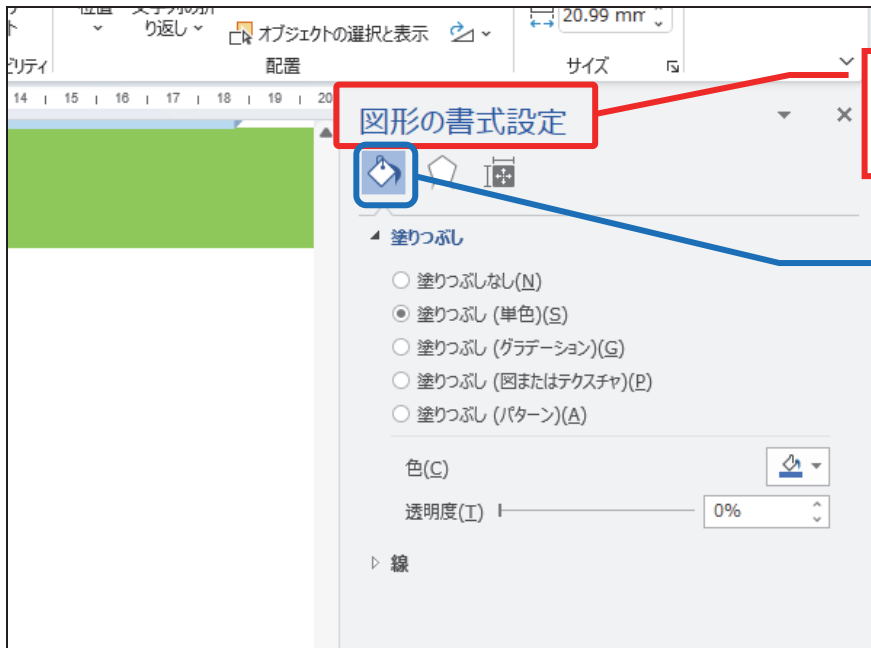 位置
り返し
オブジェクトの選択と表示
20.99 mm
配置
サイズ
14 15 16 17 18 19 20
図形の書式設定
塗りつぶし
塗りつぶしなし(N)
塗りつぶし (単色)(S)
塗りつぶし (グラデーション)(G)
塗りつぶし (図またはテクスチャ)(P)
塗りつぶし (パターン)(A)
色(C)
透明度(T)
0%
線